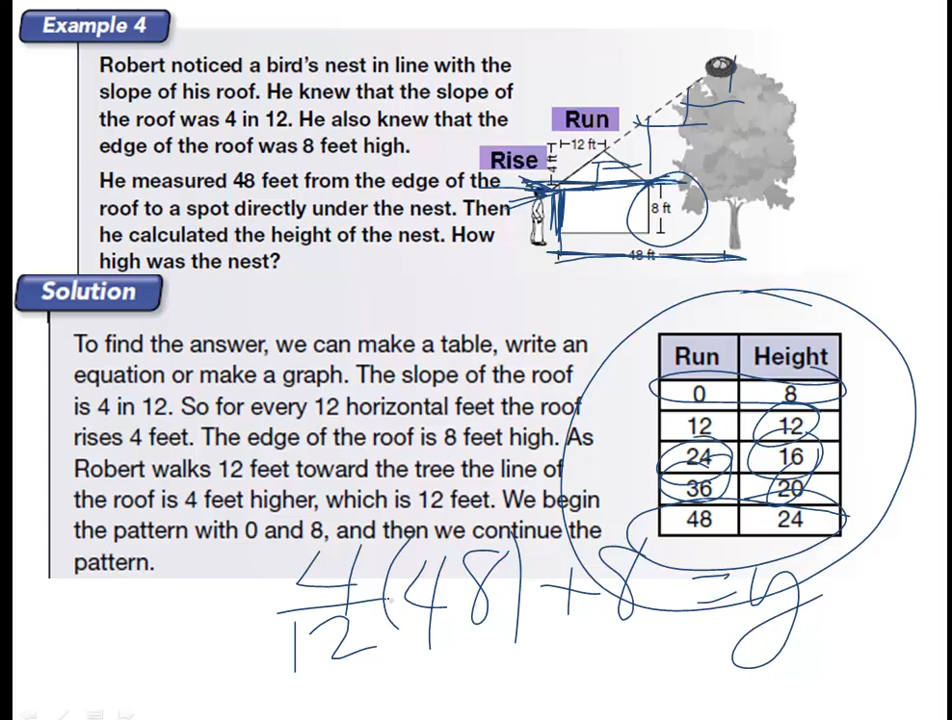 Example 4
Robert noticed a bird's nest in line with the
slope of his roof. He knew that the slope of
the roof was 4 in 12. He also knew that the
edge of the roof was 8 feet high.
He measured 48 feet from the edge of the
roof to a spot directly under the nest. Then
he calculated the height of the nest. How
high was the nest?
Run
12 ft
Rise
4 ft
8 ft
48 ft
Solution
To find the answer, we can make a table, write an
equation or make a graph. The slope of the roof
is 4 in 12. So for every 12 horizontal feet the roof
rises 4 feet. The edge of the roof is 8 feet high. As
Robert walks 12 feet toward the tree the line of
the roof is 4 feet higher, which is 12 feet. We begin
the pattern with 0 and 8, and then we continue the
pattern.
Run Height
0 8
12 12
24 16
36 20
48 24
4/12 (48) + 8 = y